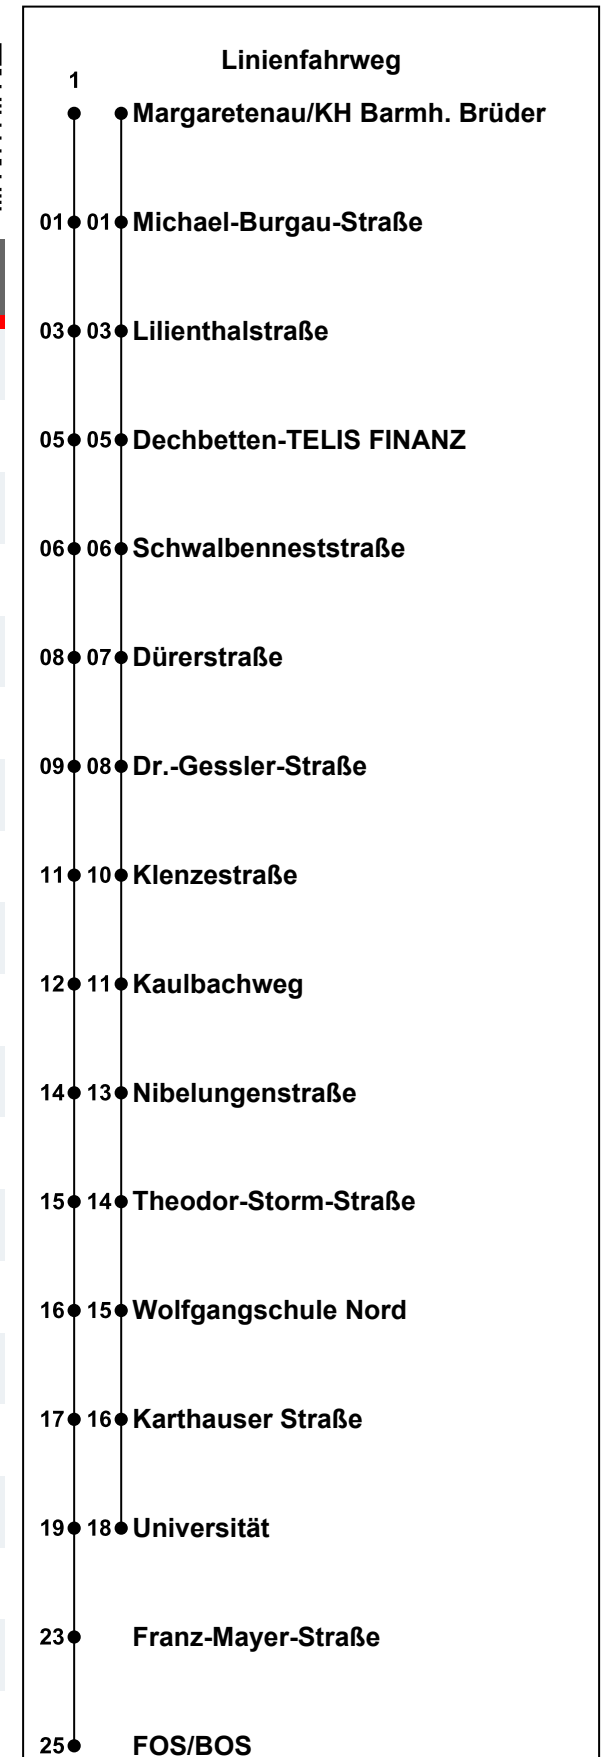 Linienfahrweg
1
Margaretenau/KH Barmh. Brüder
01 01 Michael-Burgau-Straße
03 03 Lilienthalstraße
05 05 Dechbetten-TELIS FINANZ
06 06 Schwalbenneststraße
08 07 Dürerstraße
09 08 Dr.-Gessler-Straße
11 10 Klenzestraße
12 11 Kaulbachweg
14 13 Nibelungenstraße
15 14 Theodor-Storm-Straße
16 15 Wolfgangschule Nord
17 16 Karthauser Straße
19 18 Universität
23 Franz-Mayer-Straße
25 FOS/BOS